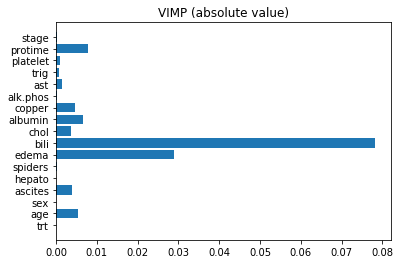 VIMP (absolute value)
stage
protime
platelet
trig
ast
alk.phos
copper
albumin
chol
bili
edema
spiders
hepato
ascites
sex
age
trt
0.00 0.01 0.02 0.03 0.04 0.05 0.06 0.07 0.08